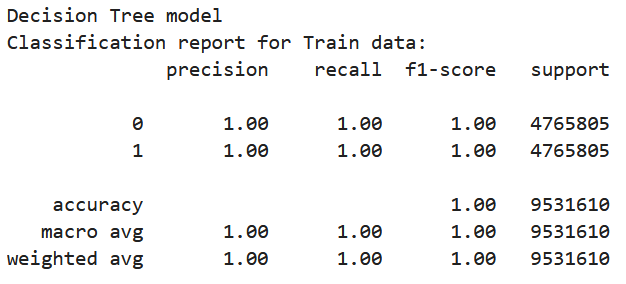 Decision Tree model
Classification report for Train data:
precision recall f1-score support
0 1.00 1.00 1.00 4765805
1 1.00 1.00 1.00 4765805
accuracy 1.00 9531610
macro avg 1.00 1.00 1.00 9531610
weighted avg 1.00 1.00 1.00 9531610